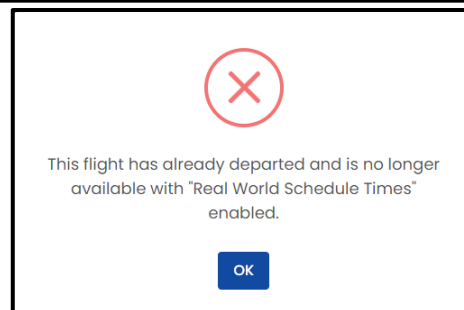 This flight has already departed and is no longer
available with "Real World Schedule Times"
enabled.
OK